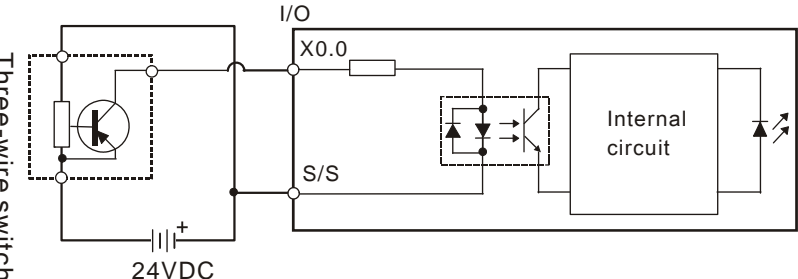 I/O
X0.0
Three-wire switch
Internal
circuit
S/S
+
24VDC